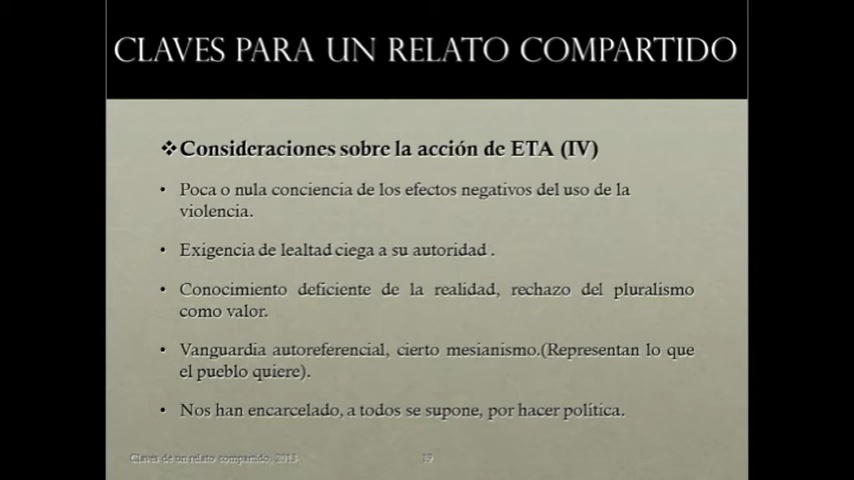 CLAVES PARA UN RELATO COMPARTIDO
❖Consideraciones sobre la acción de ETA (IV)
• Poca o nula conciencia de los efectos negativos del uso de la
violencia.
• Exigencia de lealtad ciega a su autoridad .
• Conocimiento deficiente de la realidad, rechazo del pluralismo
como valor.
• Vanguardia autoreferencial, cierto mesianismo.(Representan lo que
el pueblo quiere).
• Nos han encarcelado, a todos se supone, por hacer política.
Claves de un relato compartido, 2013
19